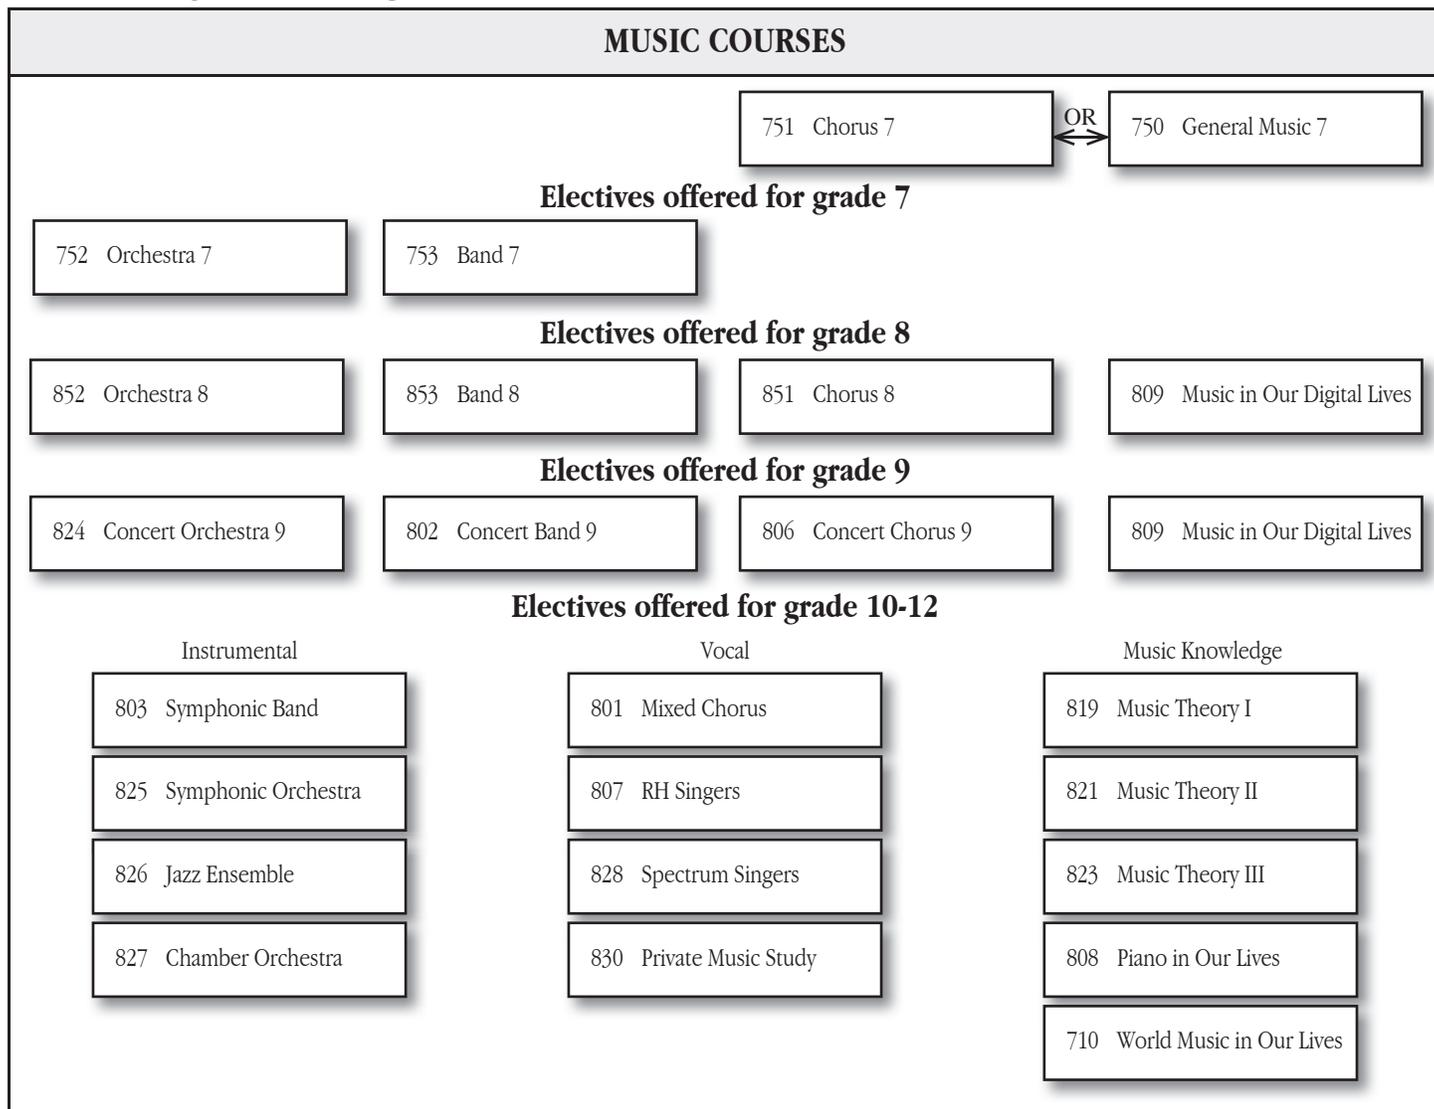 MUSIC COURSES
751 Chorus 7 OR 750 General Music 7
Electives offered for grade 7
752 Orchestra 7 753 Band 7
Electives offered for grade 8
852 Orchestra 8 853 Band 8 851 Chorus 8 809 Music in Our Digital Lives
Electives offered for grade 9
824 Concert Orchestra 9 802 Concert Band 9 806 Concert Chorus 9 809 Music in Our Digital Lives
Electives offered for grade 10-12
Instrumental Vocal Music Knowledge
803 Symphonic Band 801 Mixed Chorus 819 Music Theory I
825 Symphonic Orchestra 807 RH Singers 821 Music Theory II
826 Jazz Ensemble 828 Spectrum Singers 823 Music Theory III
827 Chamber Orchestra 830 Private Music Study 808 Piano in Our Lives
710 World Music in Our Lives